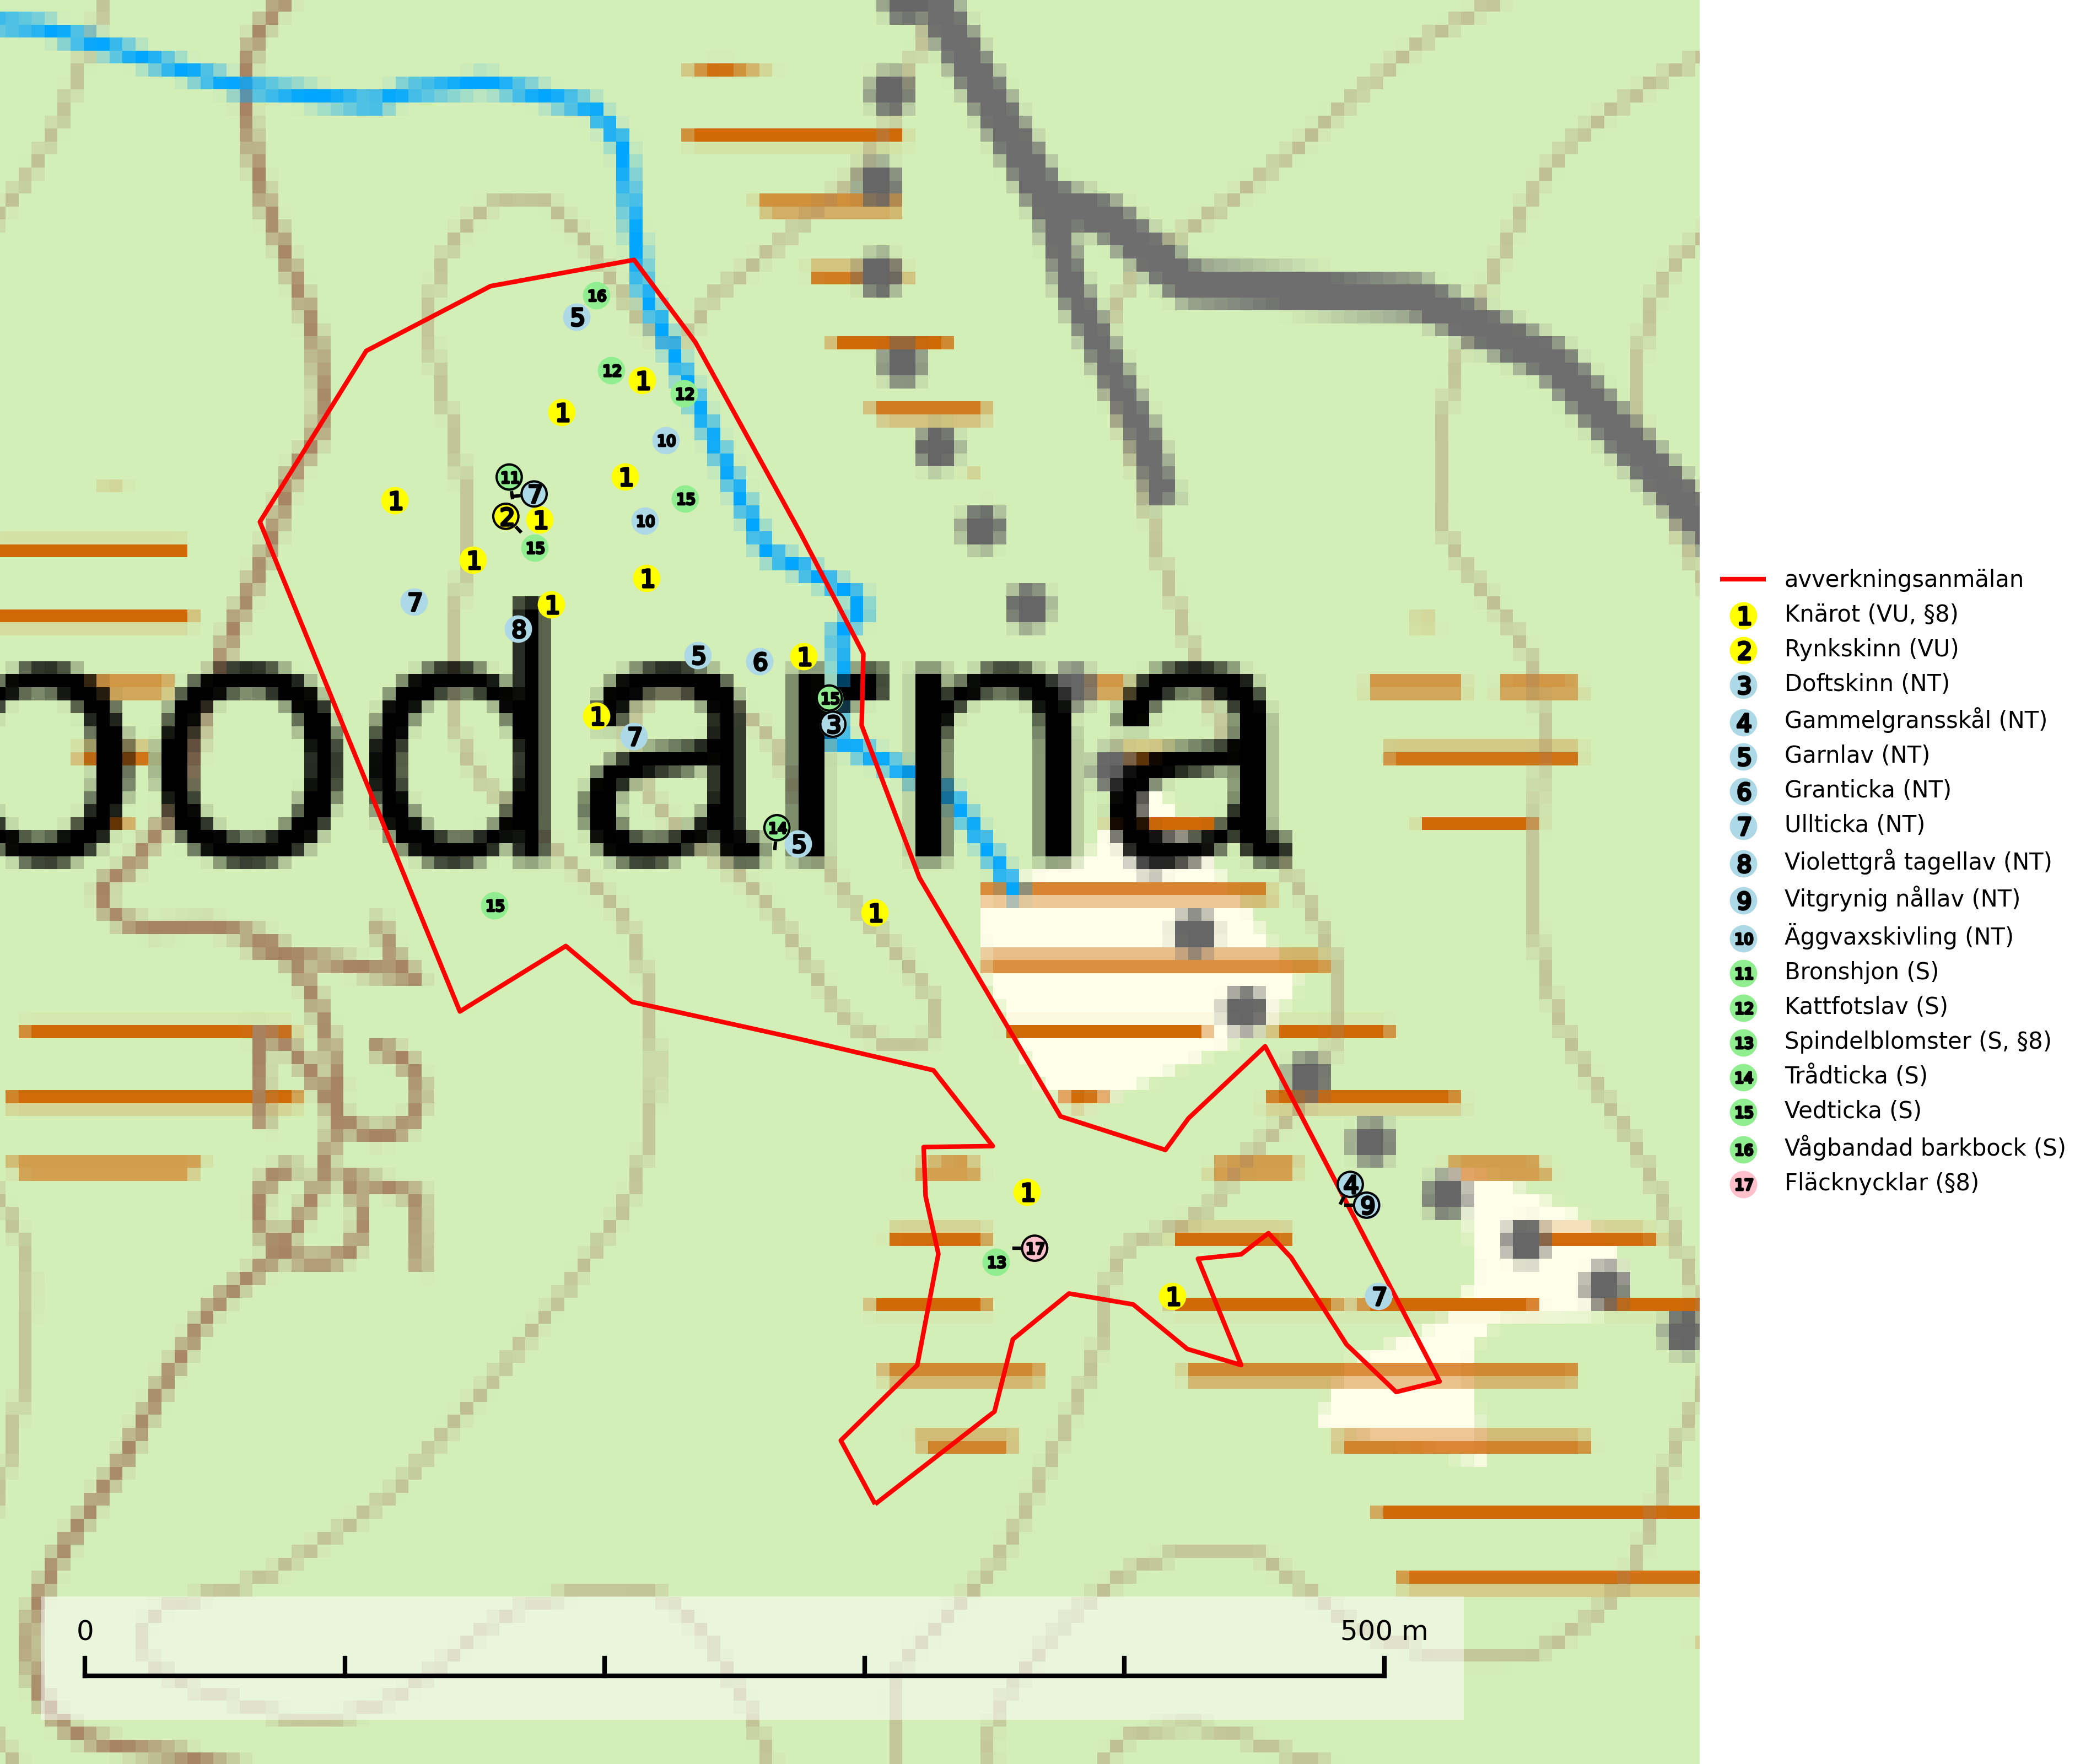 16
5
12
1
12
1
10
11
1
7
1
15
2
1
10
15
1
1
7
1
8
5
6
1
15
1
3
7
odarna
14
5
15
1
4
1
9
17
13
1
7
0
500 m
avverkningsanmälan
1 Knärot (VU, §8)
2 Rynkskinn (VU)
3 Doftskinn (NT)
4 Gammelgransskål (NT)
5 Garnlav (NT)
6 Granticka (NT)
7 Ullticka (NT)
8 Violettgrå tagellav (NT)
9 Vitgrynig nållav (NT)
10 Äggvaxskivling (NT)
11 Bronshjon (S)
12 Kattfotslav (S)
13 Spindelblomster (S, §8)
14 Trådticka (S)
15 Vedticka (S)
16 Vågbandad barkbock (S)
17 Fläcknycklar (§8)